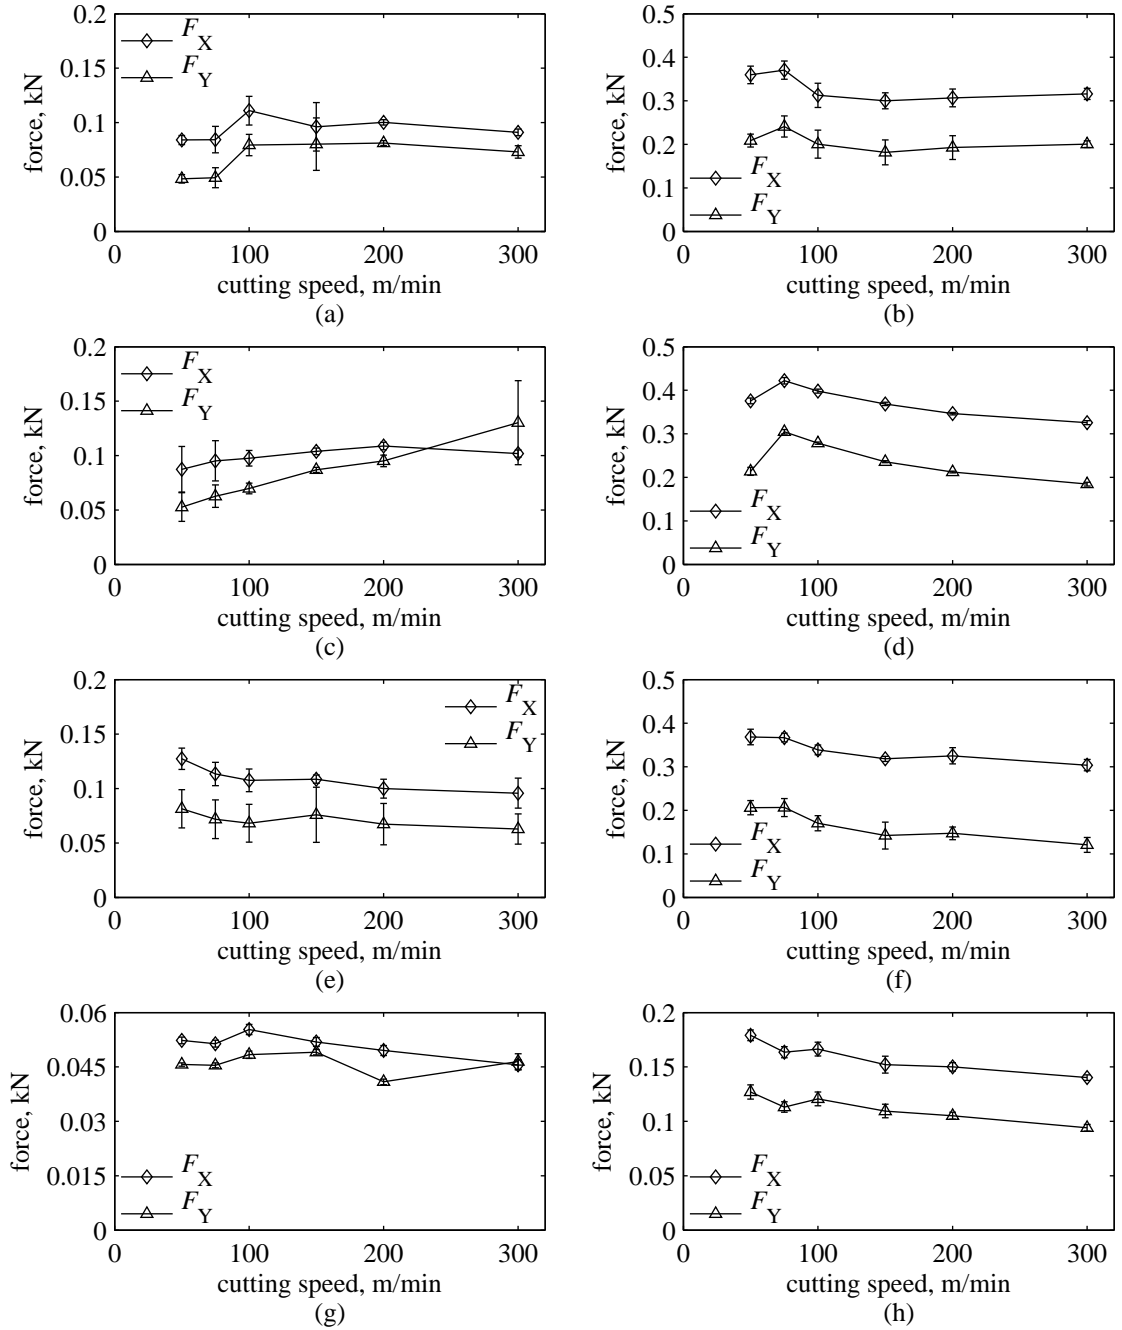 0.2
0.15
0.1
0.05
0
force, kN
F_X
F_Y
0 100 200 300
cutting speed, m/min
(a)
0.5
0.4
0.3
0.2
0.1
0
force, kN
F_X
F_Y
0 100 200 300
cutting speed, m/min
(b)
0.2
0.15
0.1
0.05
0
force, kN
F_X
F_Y
0 100 200 300
cutting speed, m/min
(c)
0.5
0.4
0.3
0.2
0.1
0
force, kN
F_X
F_Y
0 100 200 300
cutting speed, m/min
(d)
0.2
0.15
0.1
0.05
0
force, kN
F_X
F_Y
0 100 200 300
cutting speed, m/min
(e)
0.5
0.4
0.3
0.2
0.1
0
force, kN
F_X
F_Y
0 100 200 300
cutting speed, m/min
(f)
0.06
0.045
0.03
0.015
0
force, kN
F_X
F_Y
0 100 200 300
cutting speed, m/min
(g)
0.2
0.15
0.1
0.05
0
force, kN
F_X
F_Y
0 100 200 300
cutting speed, m/min
(h)